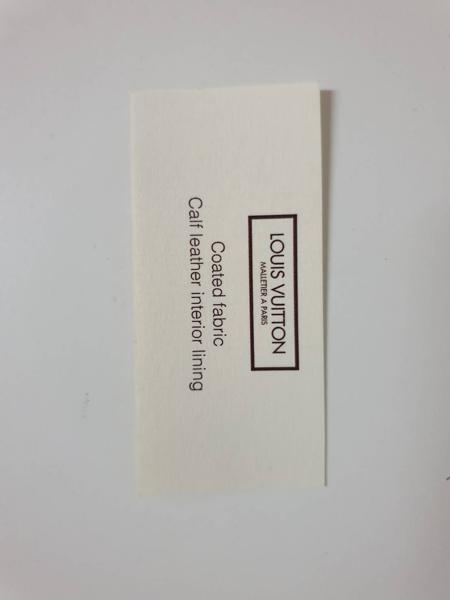 LOUIS VUITTON
MALLETIER A PARIS
Coated fabric
Calf leather interior lining